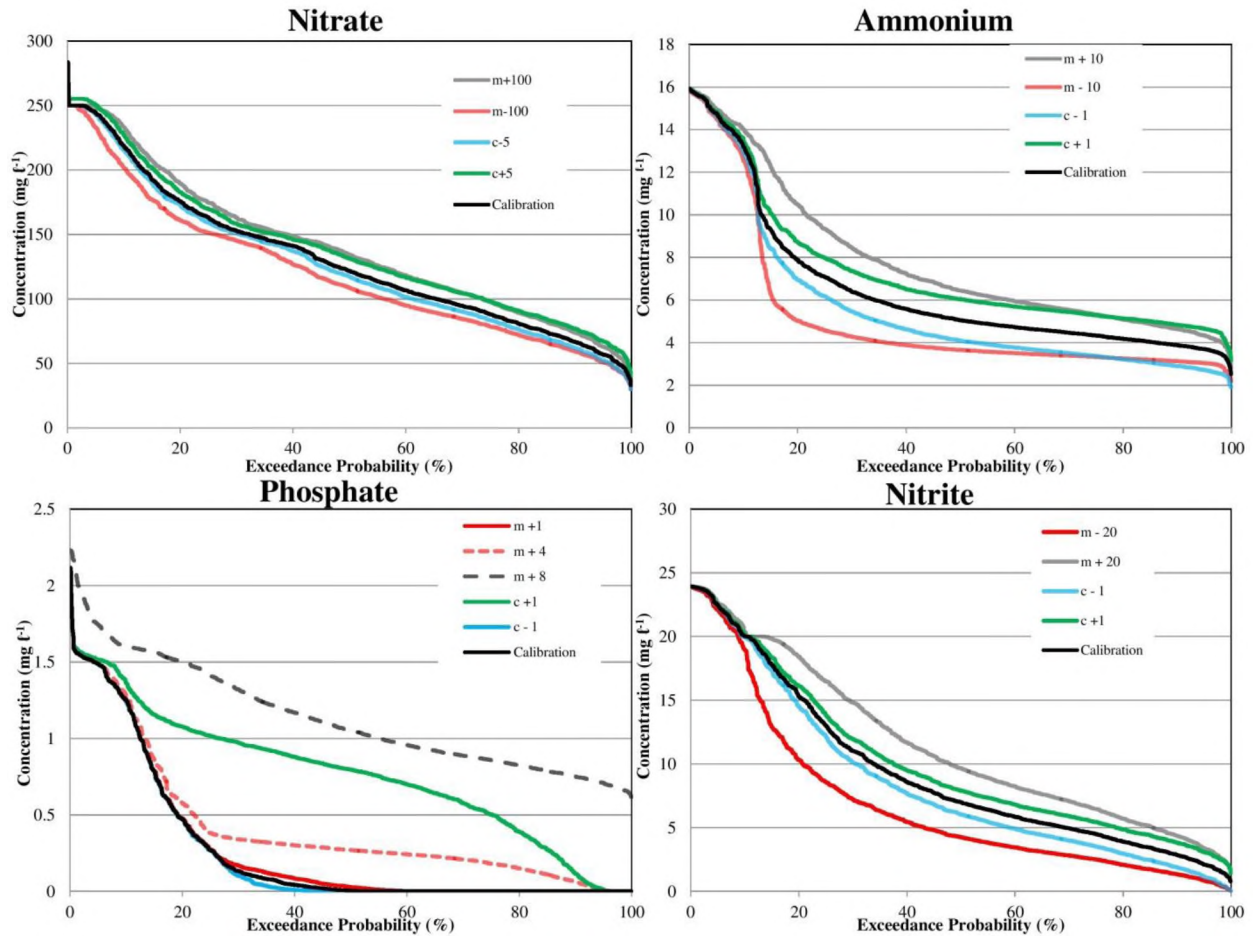 Nitrate
300
250
200
150
100
50
0
Concentration (mg ℓ⁻¹)
m+100
m-100
c-5
c+5
Calibration
0 20 40 60 80 100
Exceedance Probability (%)
Ammonium
18
16
14
12
10
8
6
4
2
0
Concentration (mg ℓ⁻¹)
m + 10
m - 10
c - 1
c + 1
Calibration
0 20 40 60 80 100
Exceedance Probability (%)
Phosphate
2.5
2
1.5
1
0.5
0
Concentration (mg ℓ⁻¹)
m +1
m + 4
m + 8
c +1
c - 1
Calibration
0 20 40 60 80 100
Exceedance Probability (%)
Nitrite
30
25
20
15
10
5
0
Concentration (mg ℓ⁻¹)
m - 20
m + 20
c - 1
c +1
Calibration
0 20 40 60 80 100
Exceedance Probability (%)